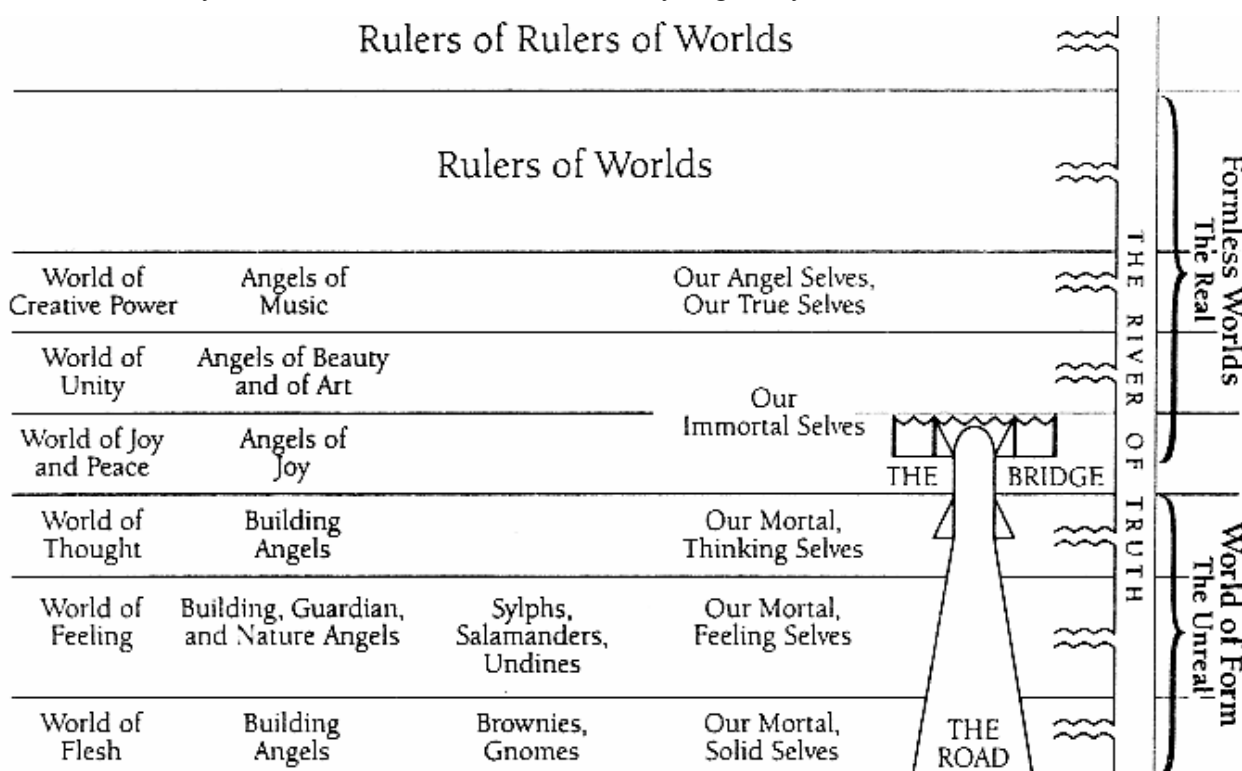 Rulers of Rulers of Worlds
Rulers of Worlds
World of
Creative Power
Angels of
Music
Our Angel Selves,
Our True Selves
World of
Unity
Angels of Beauty
and of Art
Our
Immortal Selves
World of Joy
and Peace
Angels of
Joy
THE BRIDGE
World of
Thought
Building
Angels
Our Mortal,
Thinking Selves
World of
Feeling
Building, Guardian,
and Nature Angels
Sylphs,
Salamanders,
Undines
Our Mortal,
Feeling Selves
World of
Flesh
Building
Angels
Brownies,
Gnomes
Our Mortal,
Solid Selves
THE
ROAD
THE RIVER OF TRUTH
Formless Worlds
The Real
World of Form
The Unreal